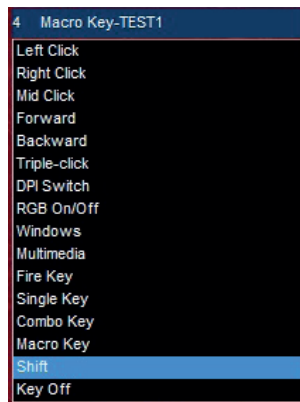 4 Macro Key-TEST1
Left Click
Right Click
Mid Click
Forward
Backward
Triple-click
DPI Switch
RGB On/Off
Windows
Multimedia
Fire Key
Single Key
Combo Key
Macro Key
Shift
Key Off